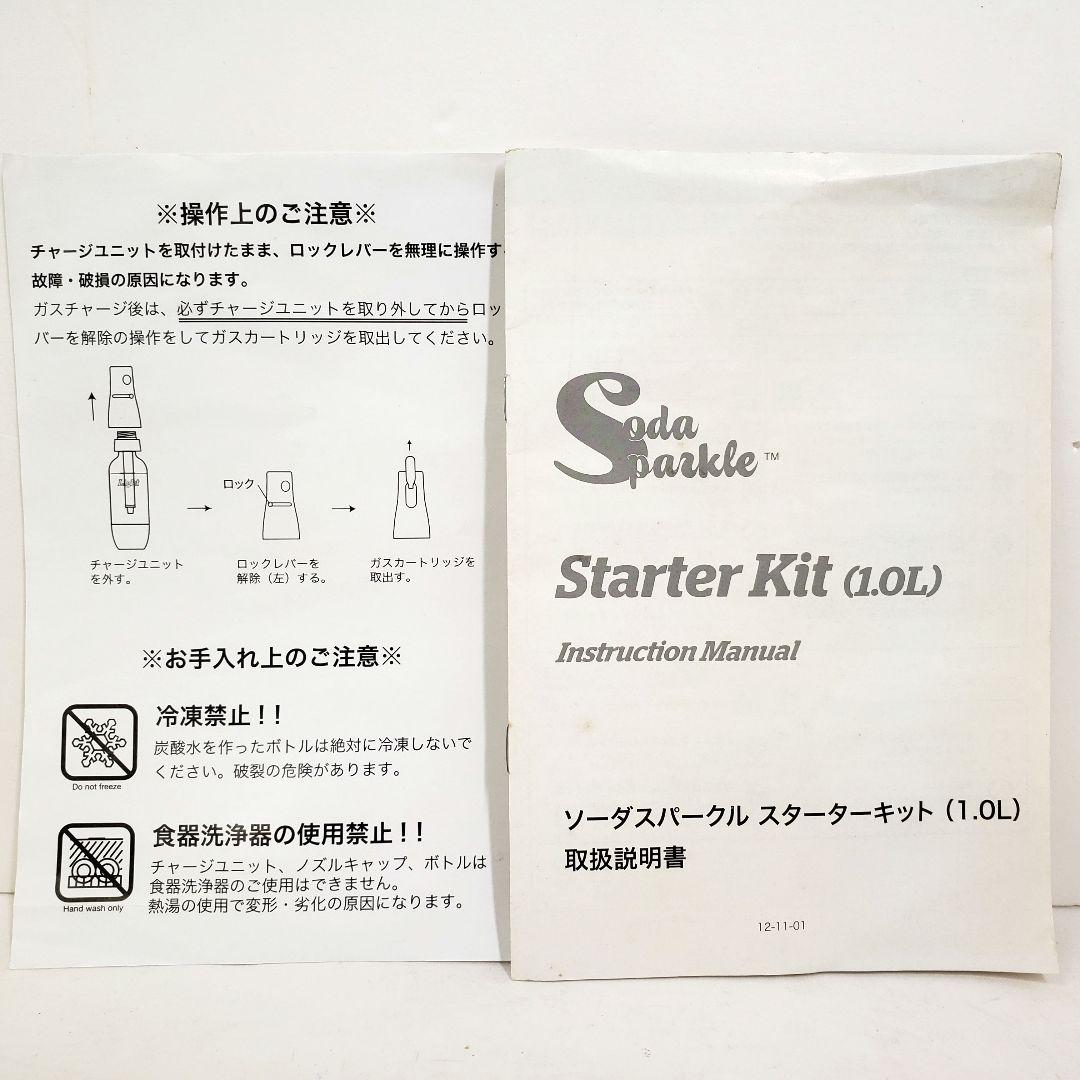 ※操作上のご注意※
チャージユニットを取付けたまま、ロックレバーを無理に操作す
故障・破損の原因になります。
ガスチャージ後は、必ずチャージユニットを取り外してからロッ
バーを解除の操作をしてガスカートリッジを取出してください。
Light
ロック
チャージユニット
を外す。
ロックレバーを
解除（左）する。
ガスカートリッジを
取出す。
※お手入れ上のご注意※
冷凍禁止！！
炭酸水を作ったボトルは絶対に冷凍しないで
ください。破裂の危険があります。
Do not freeze
食器洗浄器の使用禁止！！
チャージユニット、ノズルキャップ、ボトルは
食器洗浄器のご使用はできません。
熱湯の使用で変形・劣化の原因になります。
Hand wash only
Soda
Sparkle™
Starter Kit (1.0L)
Instruction Manual
ソーダスパークル スターターキット（1.0L）
取扱説明書
12-11-01